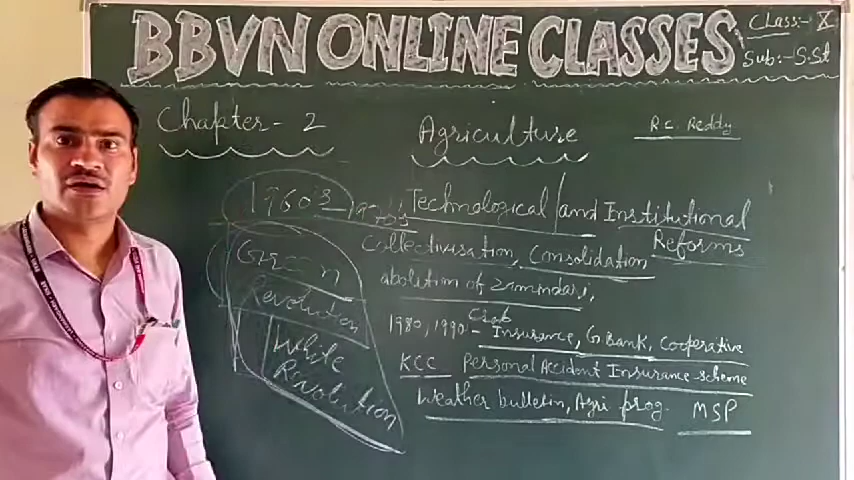 BBVN ONLINE CLASSES
Class:- X
Sub:- S.St
Chapter - 2
Agriculture
R.C. Reddy
1960's - 1970's
Technological and Institutional
Reforms
Collectivisation, Consolidation
abolition of Zamindari,
Green
Revolution
White
Revolution
Crop
1980, 1990 - Insurance, G Bank, Cooperative
KCC Personal Accident Insurance scheme
Weather bulletin, Agri prog. MSP